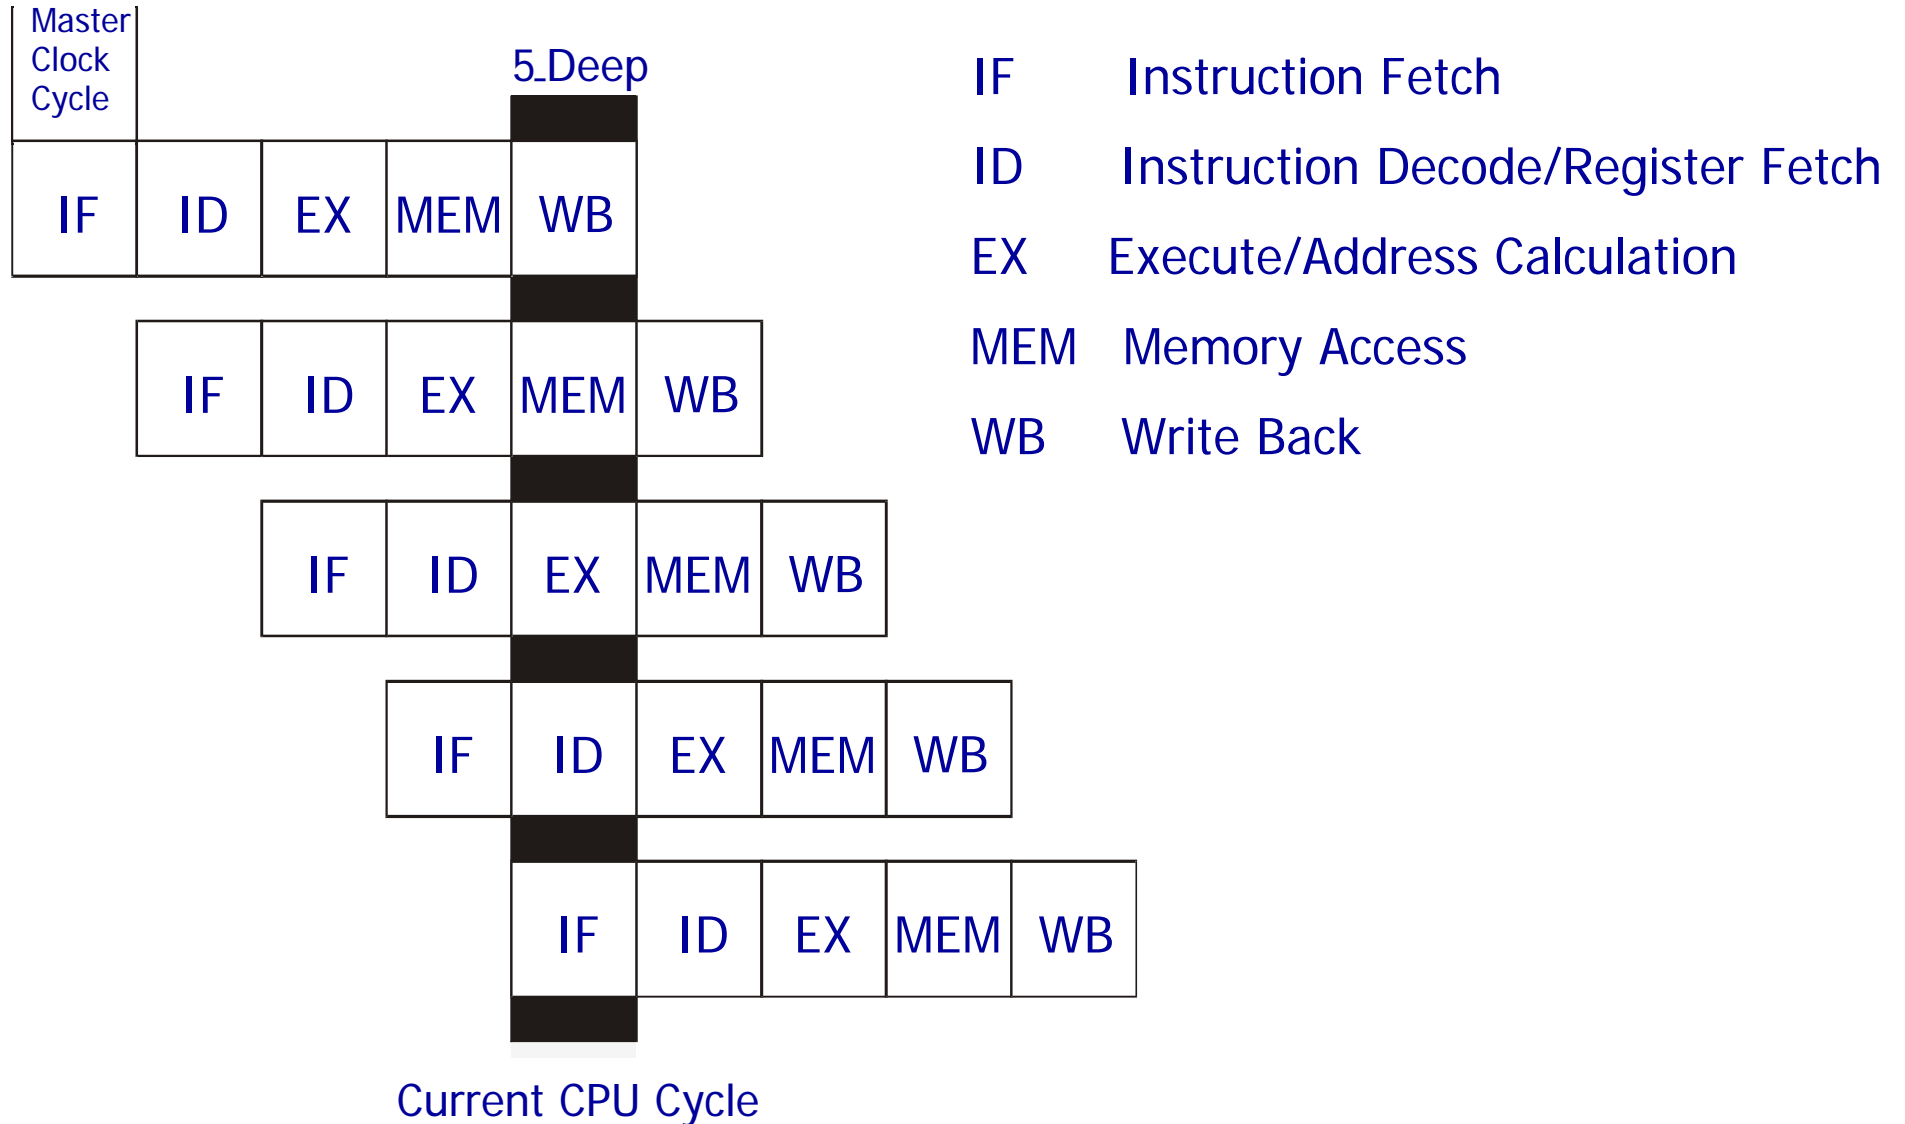 Master
Clock
Cycle
5_Deep
IF ID EX MEM WB
IF ID EX MEM WB
IF ID EX MEM WB
IF ID EX MEM WB
IF ID EX MEM WB
Current CPU Cycle
IF Instruction Fetch
ID Instruction Decode/Register Fetch
EX Execute/Address Calculation
MEM Memory Access
WB Write Back